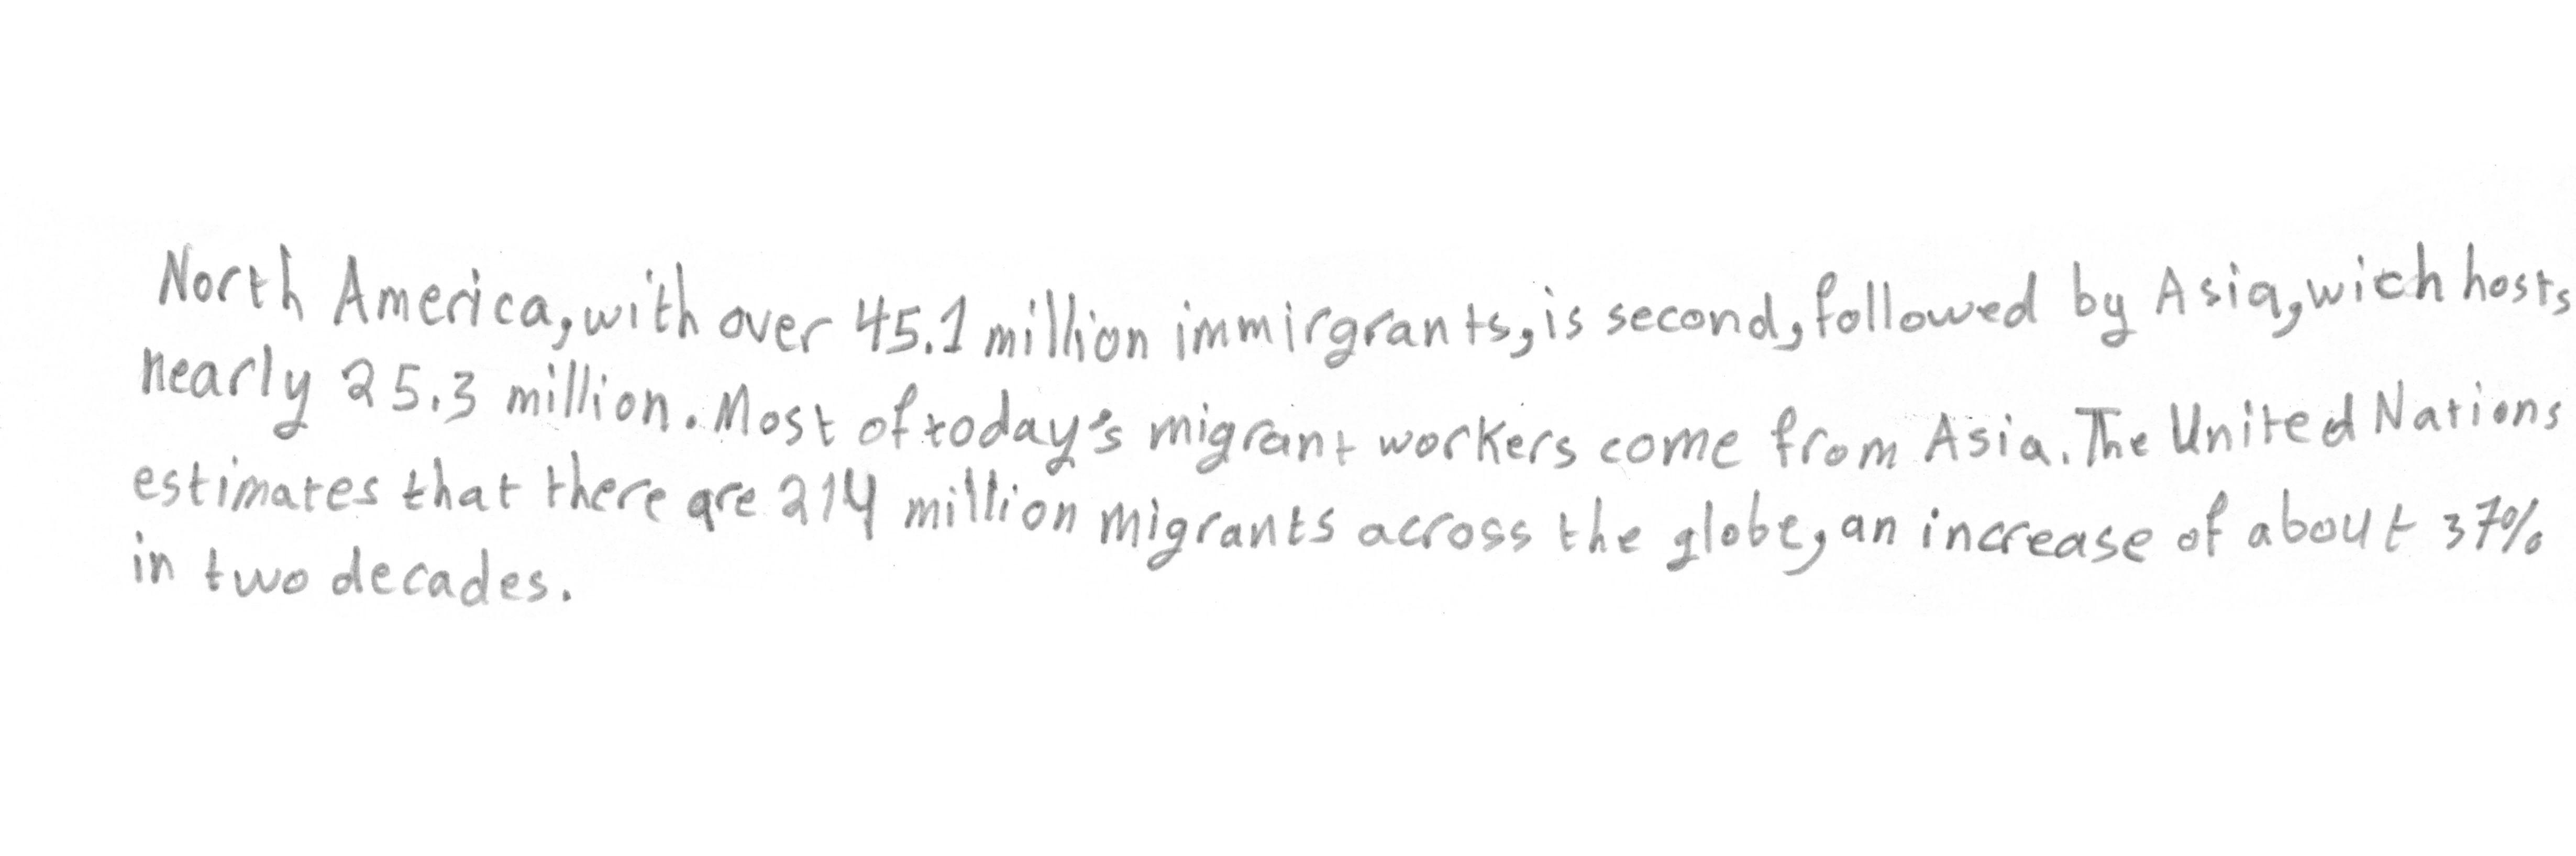 North America, with over 45.1 million immirgrants, is second, followed by Asia, wich hosts
nearly 25.3 million. Most of today's migrant workers come from Asia. The United Nations
estimates that there are 214 million migrants across the globe, an increase of about 37%
in two decades.